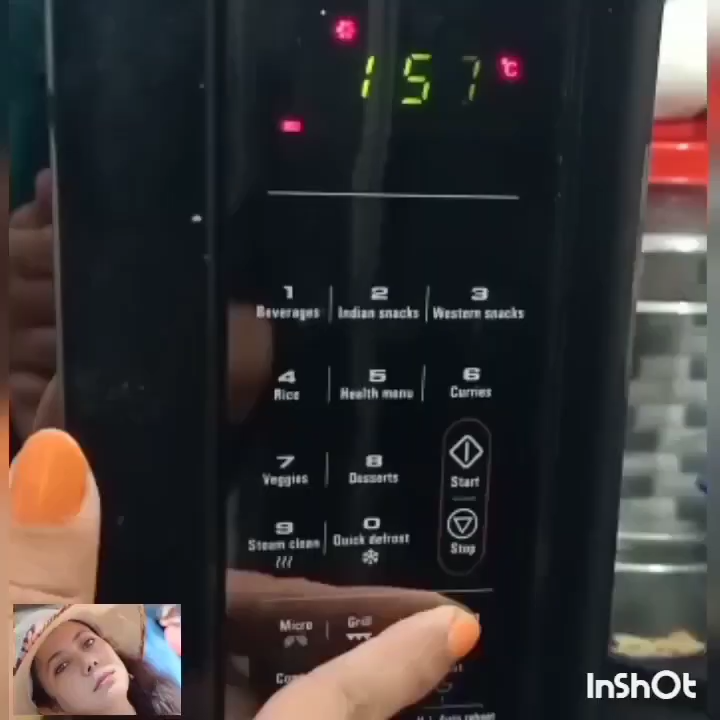 157 °C
1 2 3
Beverages Indian snacks Western snacks
4 5 6
Rice Health menu Curries
7 8
Veggies Desserts Start
9 0
Steam clean Quick defrost Stop
Micro Grill
InShOt